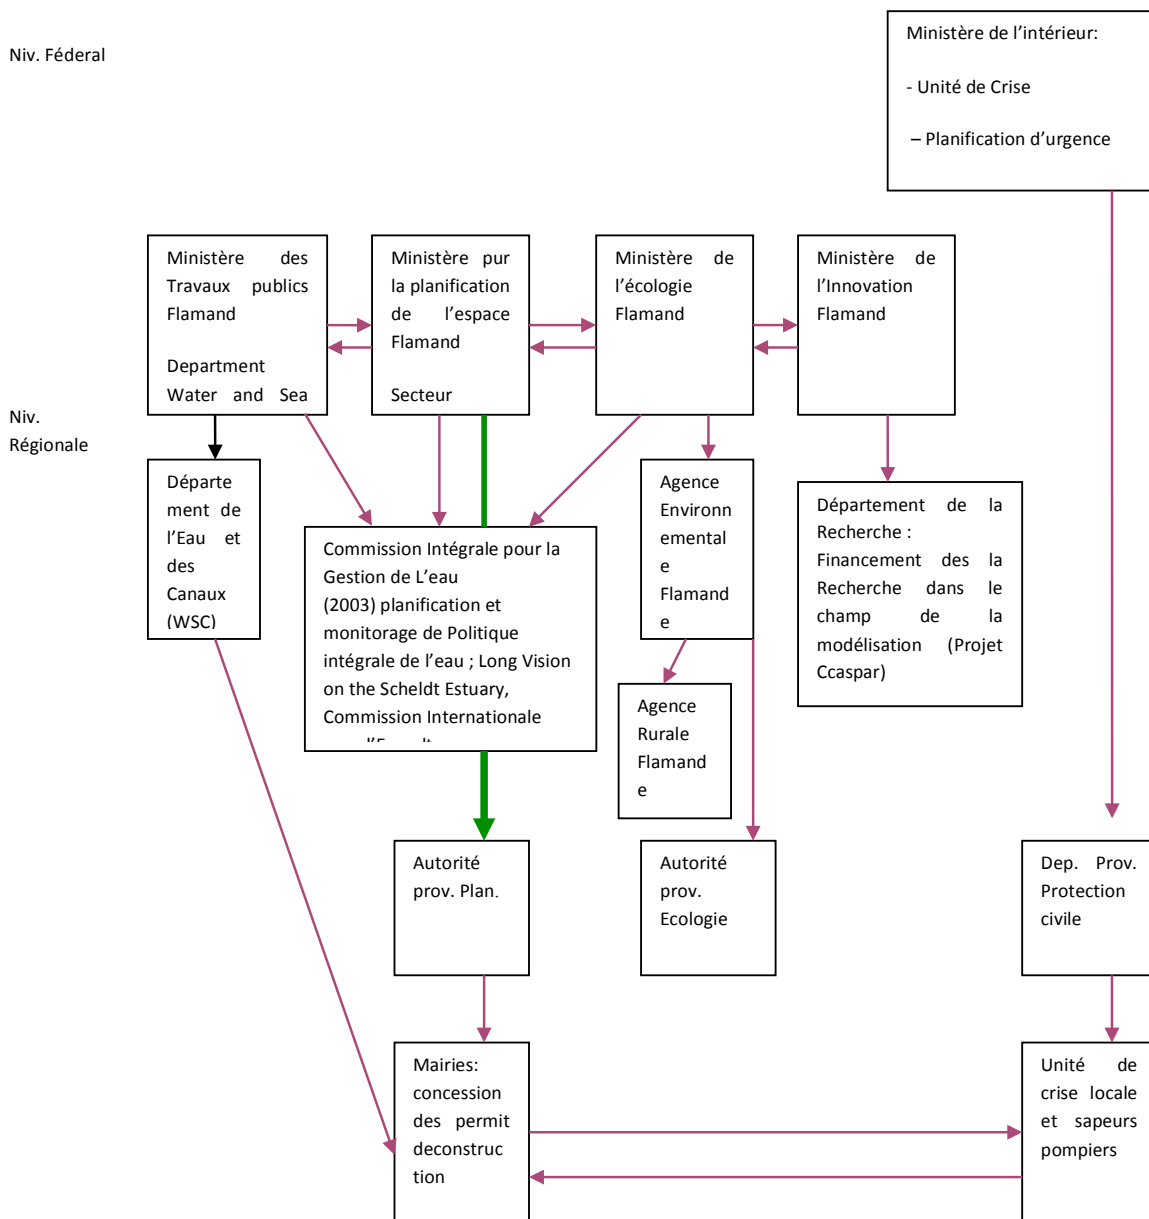 Niv. Féderal
Ministère de l’intérieur:
- Unité de Crise
– Planification d’urgence
Ministère des
Travaux publics
Flamand
Department
Water and Sea
Ministère pur
la planification
de l’espace
Flamand
Secteur
Ministère de
l’écologie
Flamand
Ministère de
l’Innovation
Flamand
Niv.
Régionale
Départe
ment de
l’Eau et
des
Canaux
(WSC)
Commission Intégrale pour la
Gestion de L’eau
(2003) planification et
monitorage de Politique
intégrale de l’eau ; Long Vision
on the Scheldt Estuary,
Commission Internationale
Agence
Environn
emental
e
Flamand
e
Département de la
Recherche :
Financement des la
Recherche dans le
champ de la
modélisation (Projet
Ccaspar)
Agence
Rurale
Flamand
e
Autorité
prov. Plan.
Autorité
prov.
Ecologie
Dep. Prov.
Protection
civile
Mairies:
concession
des permit
deconstruc
tion
Unité de
crise locale
et sapeurs
pompiers